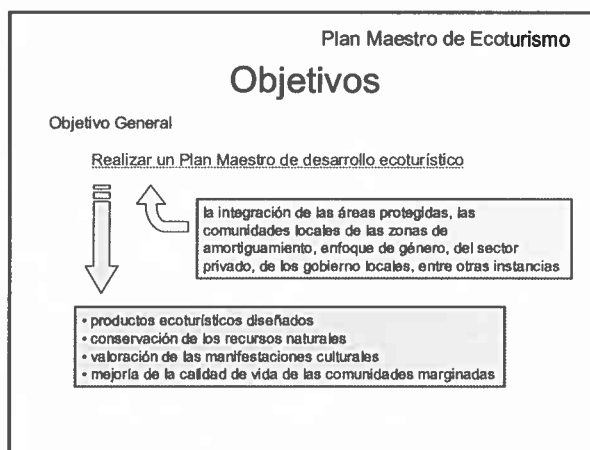 Plan Maestro de Ecoturismo
Objetivos
Objetivo General
Realizar un Plan Maestro de desarrollo ecoturístico
la integración de las áreas protegidas, las
comunidades locales de las zonas de
amortiguamiento, enfoque de género, del sector
privado, de los gobierno locales, entre otras instancias
• productos ecoturísticos diseñados
• conservación de los recursos naturales
• valoración de las manifestaciones culturales
• mejoría de la calidad de vida de las comunidades marginadas